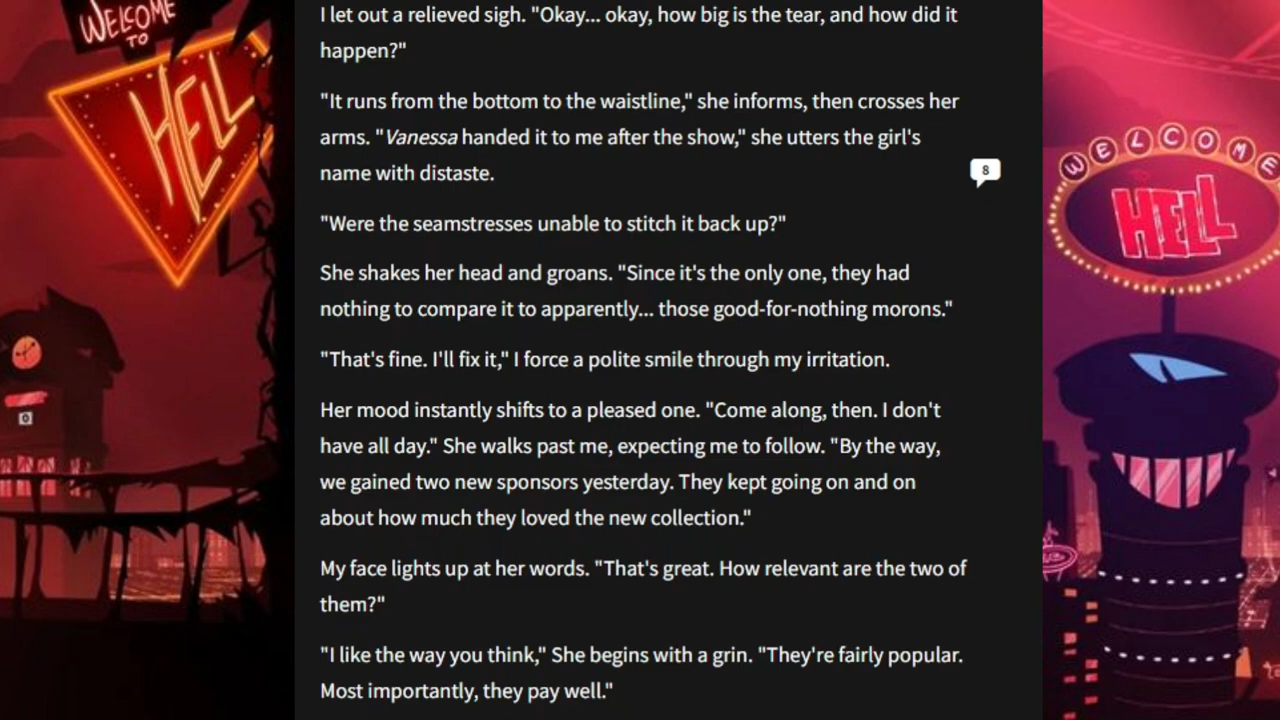 WELCOME
TO
HELL
I let out a relieved sigh. "Okay... okay, how big is the tear, and how did it
happen?"
"It runs from the bottom to the waistline," she informs, then crosses her
arms. "Vanessa handed it to me after the show," she utters the girl's
name with distaste.
8
"Were the seamstresses unable to stitch it back up?"
She shakes her head and groans. "Since it's the only one, they had
nothing to compare it to apparently... those good-for-nothing morons."
"That's fine. I'll fix it," I force a polite smile through my irritation.
Her mood instantly shifts to a pleased one. "Come along, then. I don't
have all day." She walks past me, expecting me to follow. "By the way,
we gained two new sponsors yesterday. They kept going on and on
about how much they loved the new collection."
My face lights up at her words. "That's great. How relevant are the two of
them?"
"I like the way you think," She begins with a grin. "They're fairly popular.
Most importantly, they pay well."
WELCOME
HELL